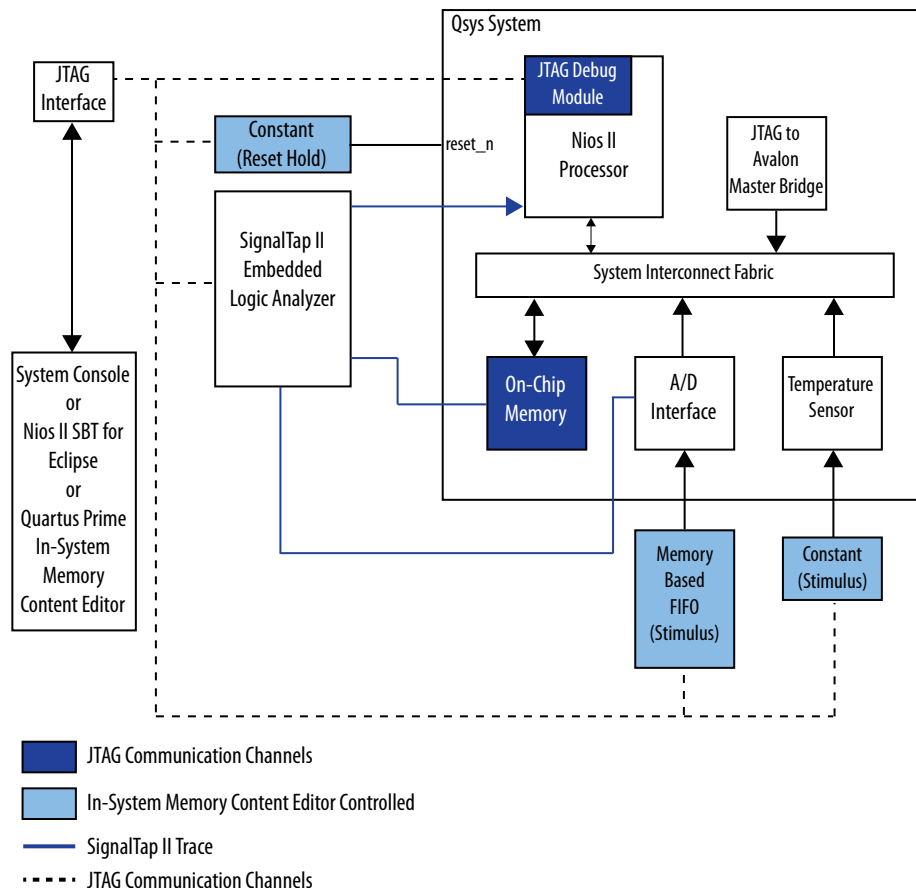 Qsys System
JTAG
Interface
JTAG Debug
Module
Constant
(Reset Hold)
reset_n
Nios II
Processor
JTAG to
Avalon
Master Bridge
SignalTap II
Embedded
Logic Analyzer
System Interconnect Fabric
System Console
or
Nios II SBT for
Eclipse
or
Quartus Prime
In-System
Memory
Content Editor
On-Chip
Memory
A/D
Interface
Temperature
Sensor
Memory
Based
FIFO
(Stimulus)
Constant
(Stimulus)
JTAG Communication Channels
In-System Memory Content Editor Controlled
SignalTap II Trace
JTAG Communication Channels